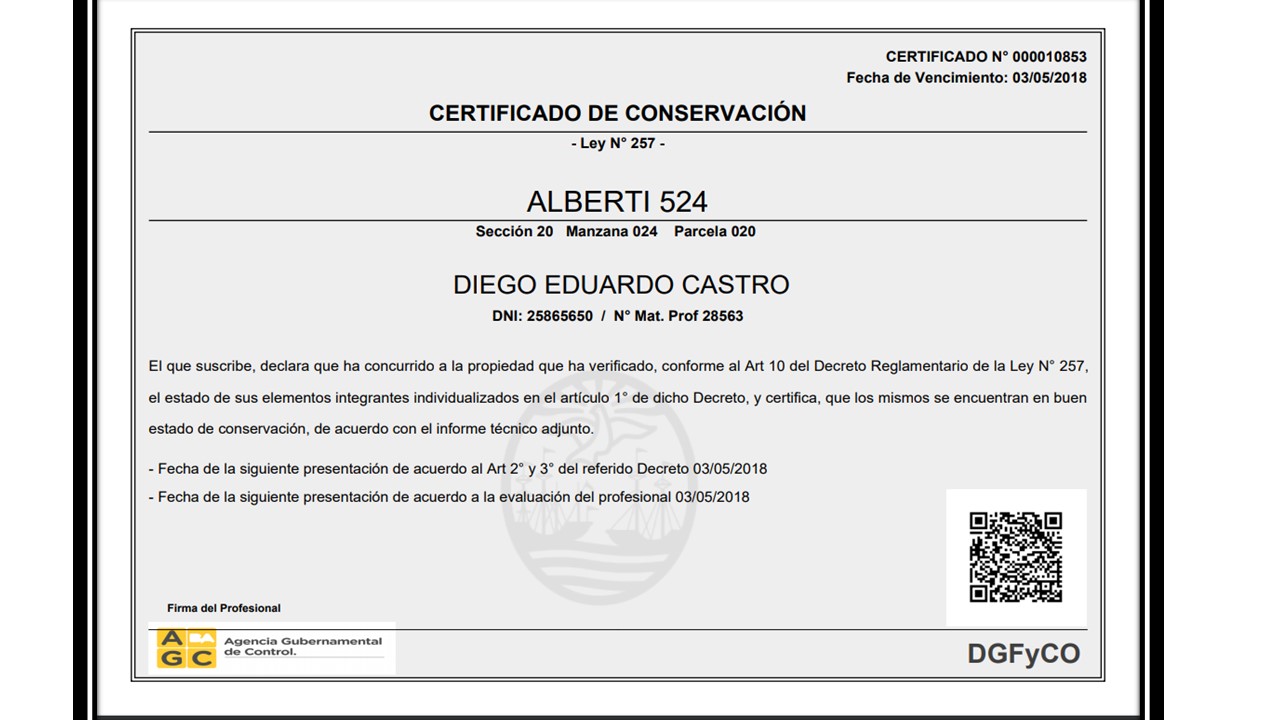 CERTIFICADO N° 000010853
Fecha de Vencimiento: 03/05/2018
CERTIFICADO DE CONSERVACIÓN
- Ley N° 257 -
ALBERTI 524
Sección 20 Manzana 024 Parcela 020
DIEGO EDUARDO CASTRO
DNI: 25865650 / N° Mat. Prof 28563
El que suscribe, declara que ha concurrido a la propiedad que ha verificado, conforme al Art 10 del Decreto Reglamentario de la Ley N° 257,
el estado de sus elementos integrantes individualizados en el artículo 1° de dicho Decreto, y certifica, que los mismos se encuentran en buen
estado de conservación, de acuerdo con el informe técnico adjunto.
- Fecha de la siguiente presentación de acuerdo al Art 2° y 3° del referido Decreto 03/05/2018
- Fecha de la siguiente presentación de acuerdo a la evaluación del profesional 03/05/2018
Firma del Profesional
A BA
G C
Agencia Gubernamental
de Control.
DGFyCO